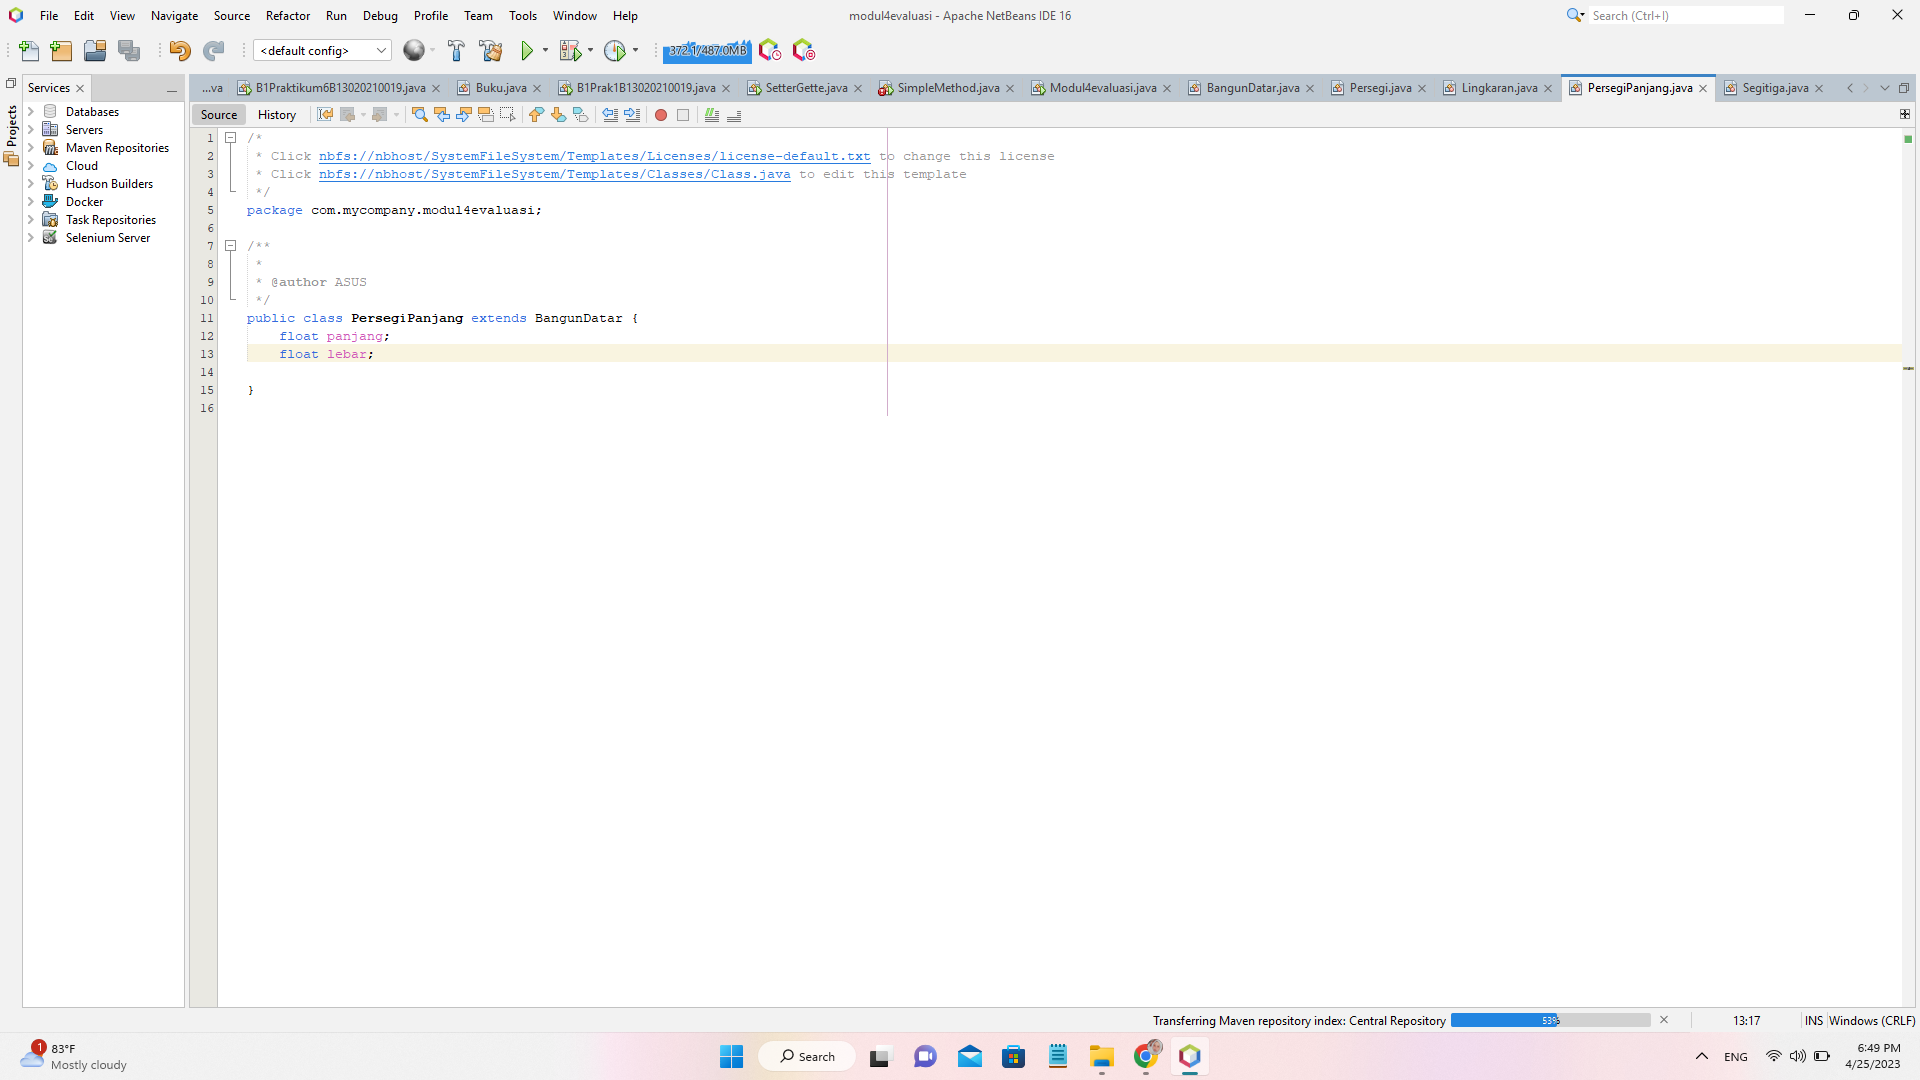 File Edit View Navigate Source Refactor Run Debug Profile Team Tools Window Help
modul4evaluasi - Apache NetBeans IDE 16
Search (Ctrl+I)
<default config>
372.1/487.0MB
Services
...va B1Praktikum6B13020210019.java Buku.java B1Prak1B13020210019.java SetterGette.java SimpleMethod.java Modul4evaluasi.java BangunDatar.java Persegi.java Lingkaran.java PersegiPanjang.java Segitiga.java
Projects
Databases
Servers
Maven Repositories
Cloud
Hudson Builders
Docker
Task Repositories
Selenium Server
Source History
1 /*
2 * Click nbfs://nbhost/SystemFileSystem/Templates/Licenses/license-default.txt to change this license
3 * Click nbfs://nbhost/SystemFileSystem/Templates/Classes/Class.java to edit this template
4 */
5 package com.mycompany.modul4evaluasi;
6
7 /**
8 *
9 * @author ASUS
10 */
11 public class PersegiPanjang extends BangunDatar {
12 float panjang;
13 float lebar;
14
15 }
16
Transferring Maven repository index: Central Repository 53% 13:17 INS Windows (CRLF)
1
83°F
Mostly cloudy
Search
ENG
6:49 PM
4/25/2023